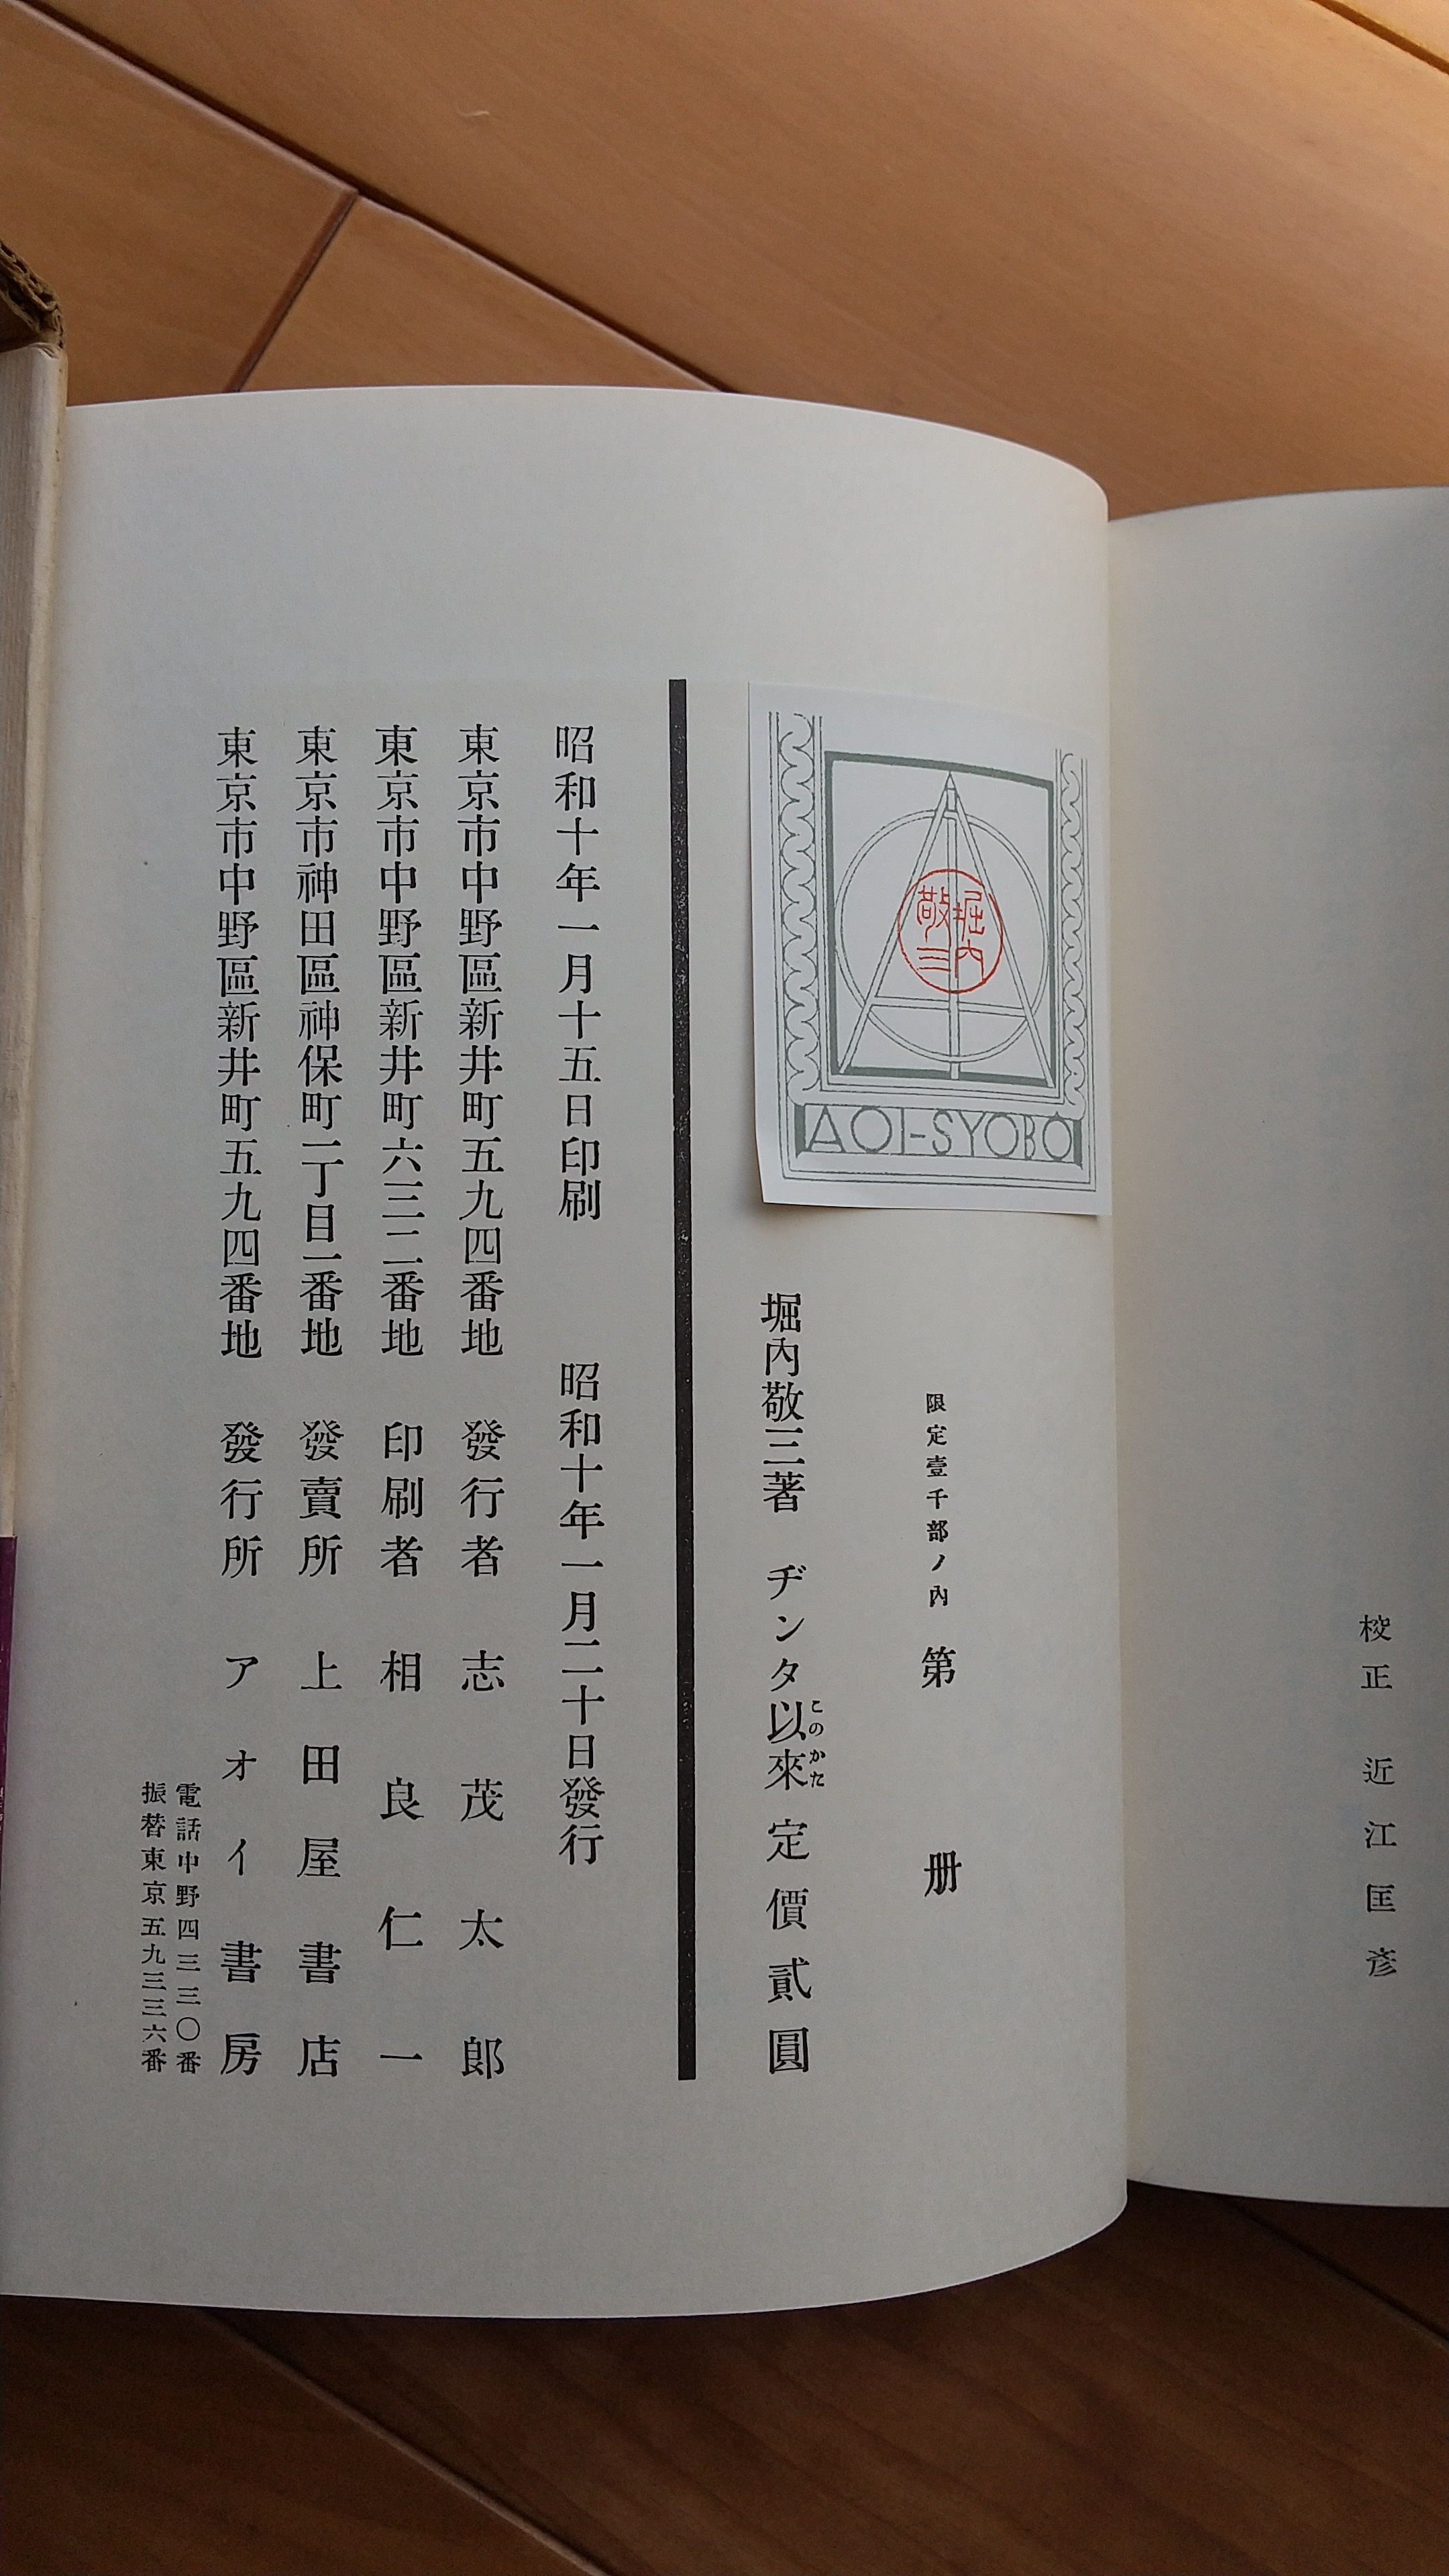 校正 近江匡彦
AOI-SYOBO
堀内
敬三
限定壹千部ノ內 第 册
堀內敬三著 ヂンタ以來 定價貳圓
このかた
昭和十年一月十五日印刷 昭和十年一月二十日發行
東京市中野區新井町五九四番地 發行者 志茂太郎
東京市中野區新井町六三二番地 印刷者 相良仁一
東京市神田區神保町一丁目一番地 發賣所 上田屋書店
東京市中野區新井町五九四番地 發行所 アオイ書房
電話中野四三三〇番
振替東京五九三三六番